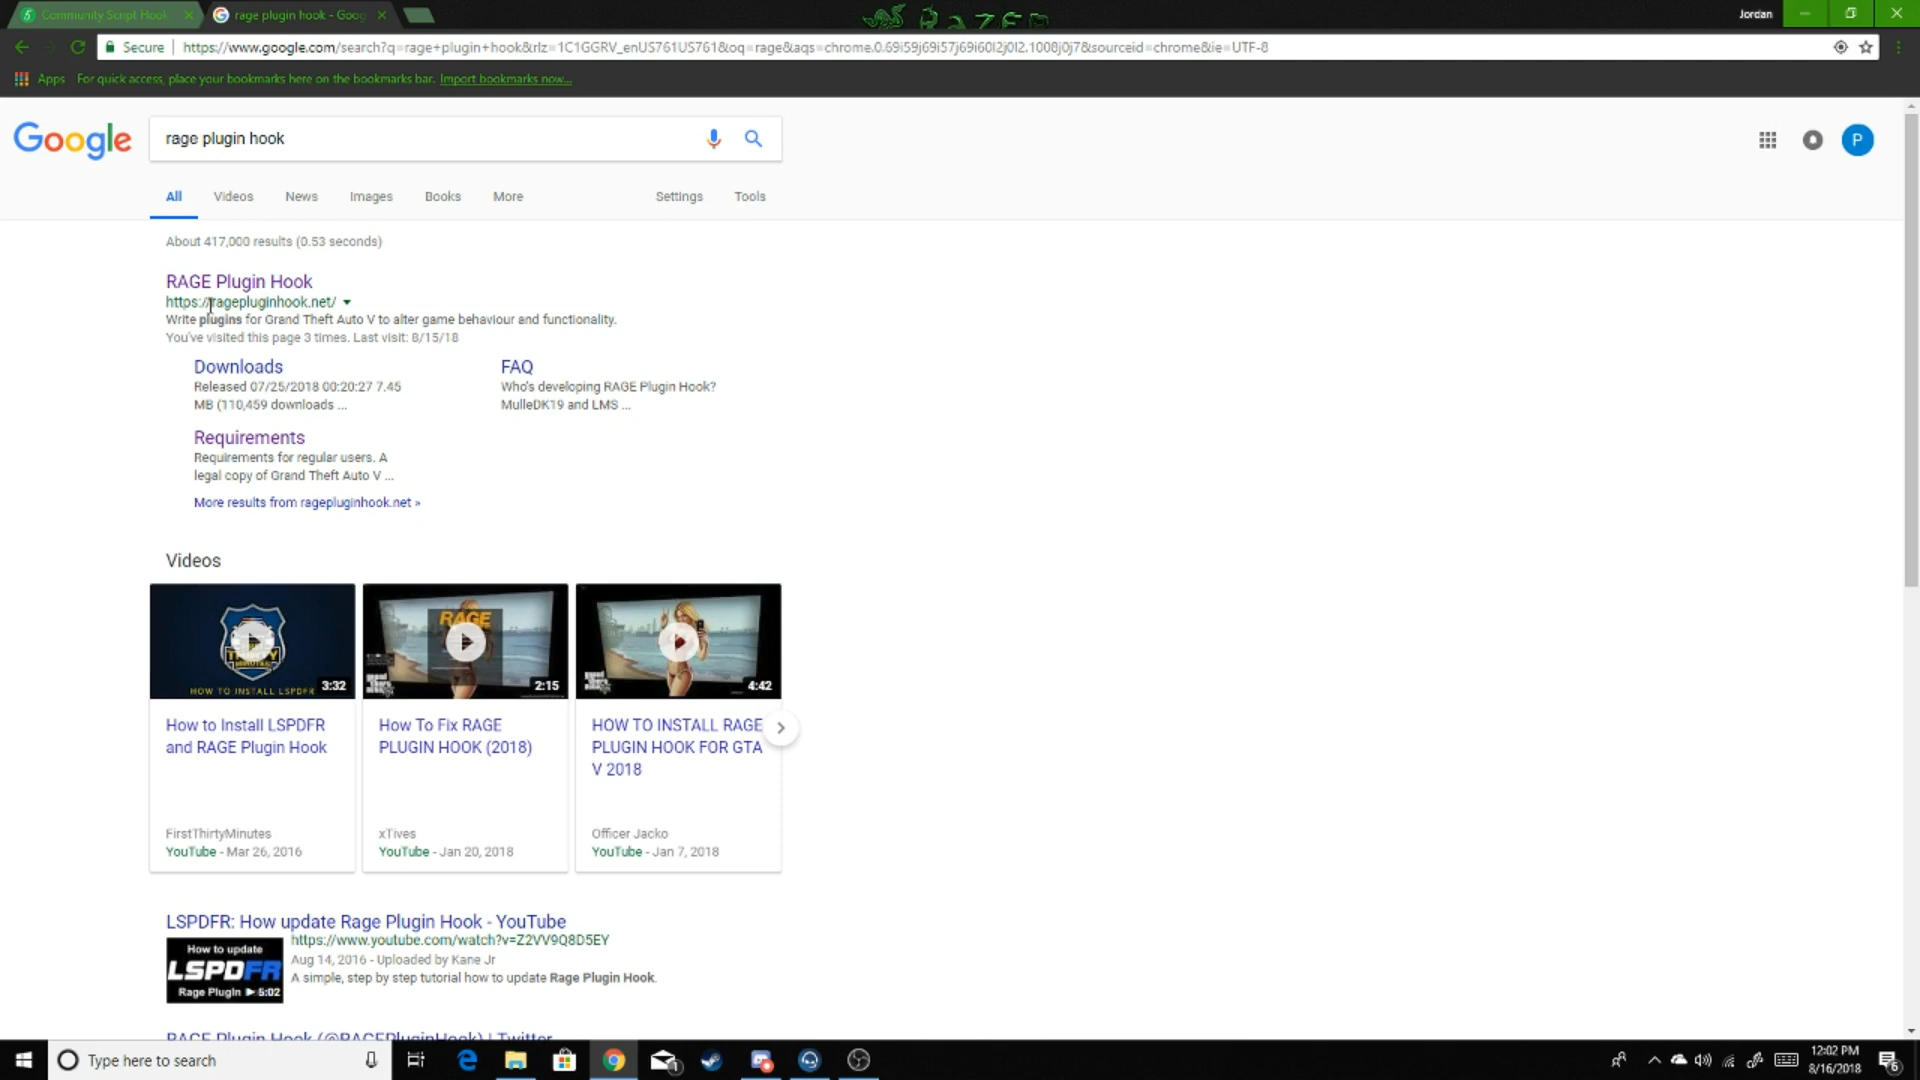 Community Script Hook
rage plugin hook - Goog
Jordan
Secure
https://www.google.com/search?q=rage+plugin+hook&rlz=1C1GGRV_enUS761US761&oq=rage&aqs=chrome.0.69i59j69i57j69i60l2j0l2.1008j0j7&sourceid=chrome&ie=UTF-8
Apps
For quick access, place your bookmarks here on the bookmarks bar. Import bookmarks now...
Google
rage plugin hook
P
All
Videos
News
Images
Books
More
Settings
Tools
About 417,000 results (0.53 seconds)
RAGE Plugin Hook
https://ragepluginhook.net/
Write plugins for Grand Theft Auto V to alter game behaviour and functionality.
You've visited this page 3 times. Last visit: 8/15/18
Downloads
Released 07/25/2018 00:20:27 7.45
MB (110,459 downloads ...
FAQ
Who's developing RAGE Plugin Hook?
MulleDK19 and LMS ...
Requirements
Requirements for regular users. A
legal copy of Grand Theft Auto V ...
More results from ragepluginhook.net »
Videos
HOW TO INSTALL LSPDFR
3:32
RAGE
2:15
4:42
How to Install LSPDFR
and RAGE Plugin Hook
FirstThirtyMinutes
YouTube - Mar 26, 2016
How To Fix RAGE
PLUGIN HOOK (2018)
xTives
YouTube - Jan 20, 2018
HOW TO INSTALL RAGE
PLUGIN HOOK FOR GTA
V 2018
Officer Jacko
YouTube - Jan 7, 2018
LSPDFR: How update Rage Plugin Hook - YouTube
https://www.youtube.com/watch?v=Z2VV9Q8D5EY
Aug 14, 2016 - Uploaded by Kane Jr
A simple, step by step tutorial how to update Rage Plugin Hook.
How to update
LSPDFR
Rage Plugin
5:02
RAGE Plugin Hook (@RAGEPluginHook) | Twitter
Type here to search
1
12:02 PM
8/16/2018
6